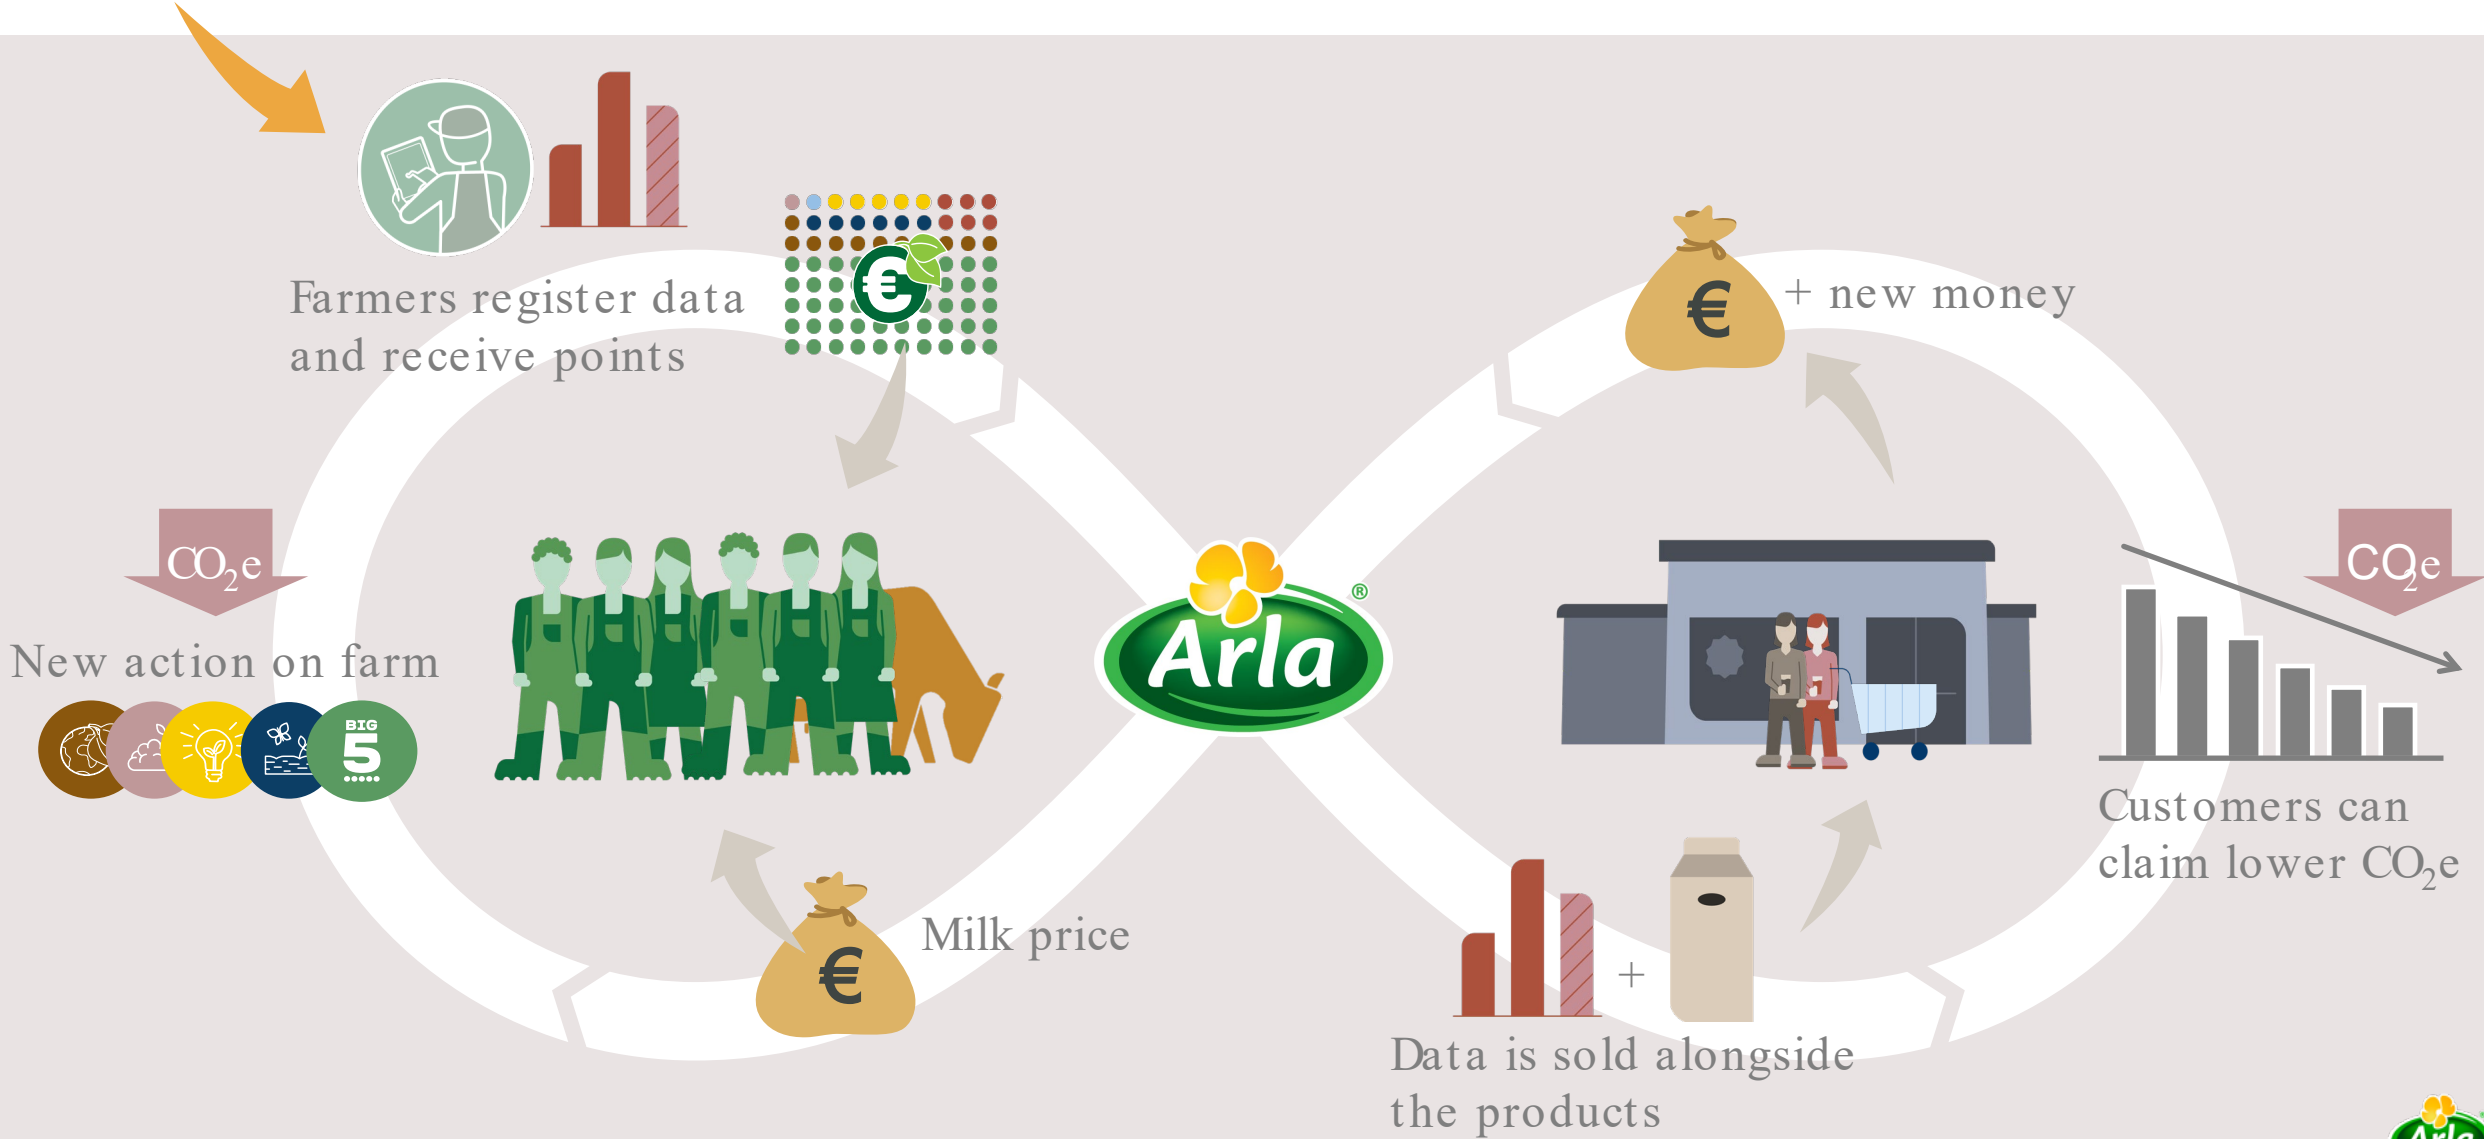 Farmers register data
and receive points
€
€
+ new money
CO₂e
New action on farm
BIG
5
Arla
®
CO₂e
Customers can
claim lower CO₂e
Milk price
€
+
Data is sold alongside
the products
Arla